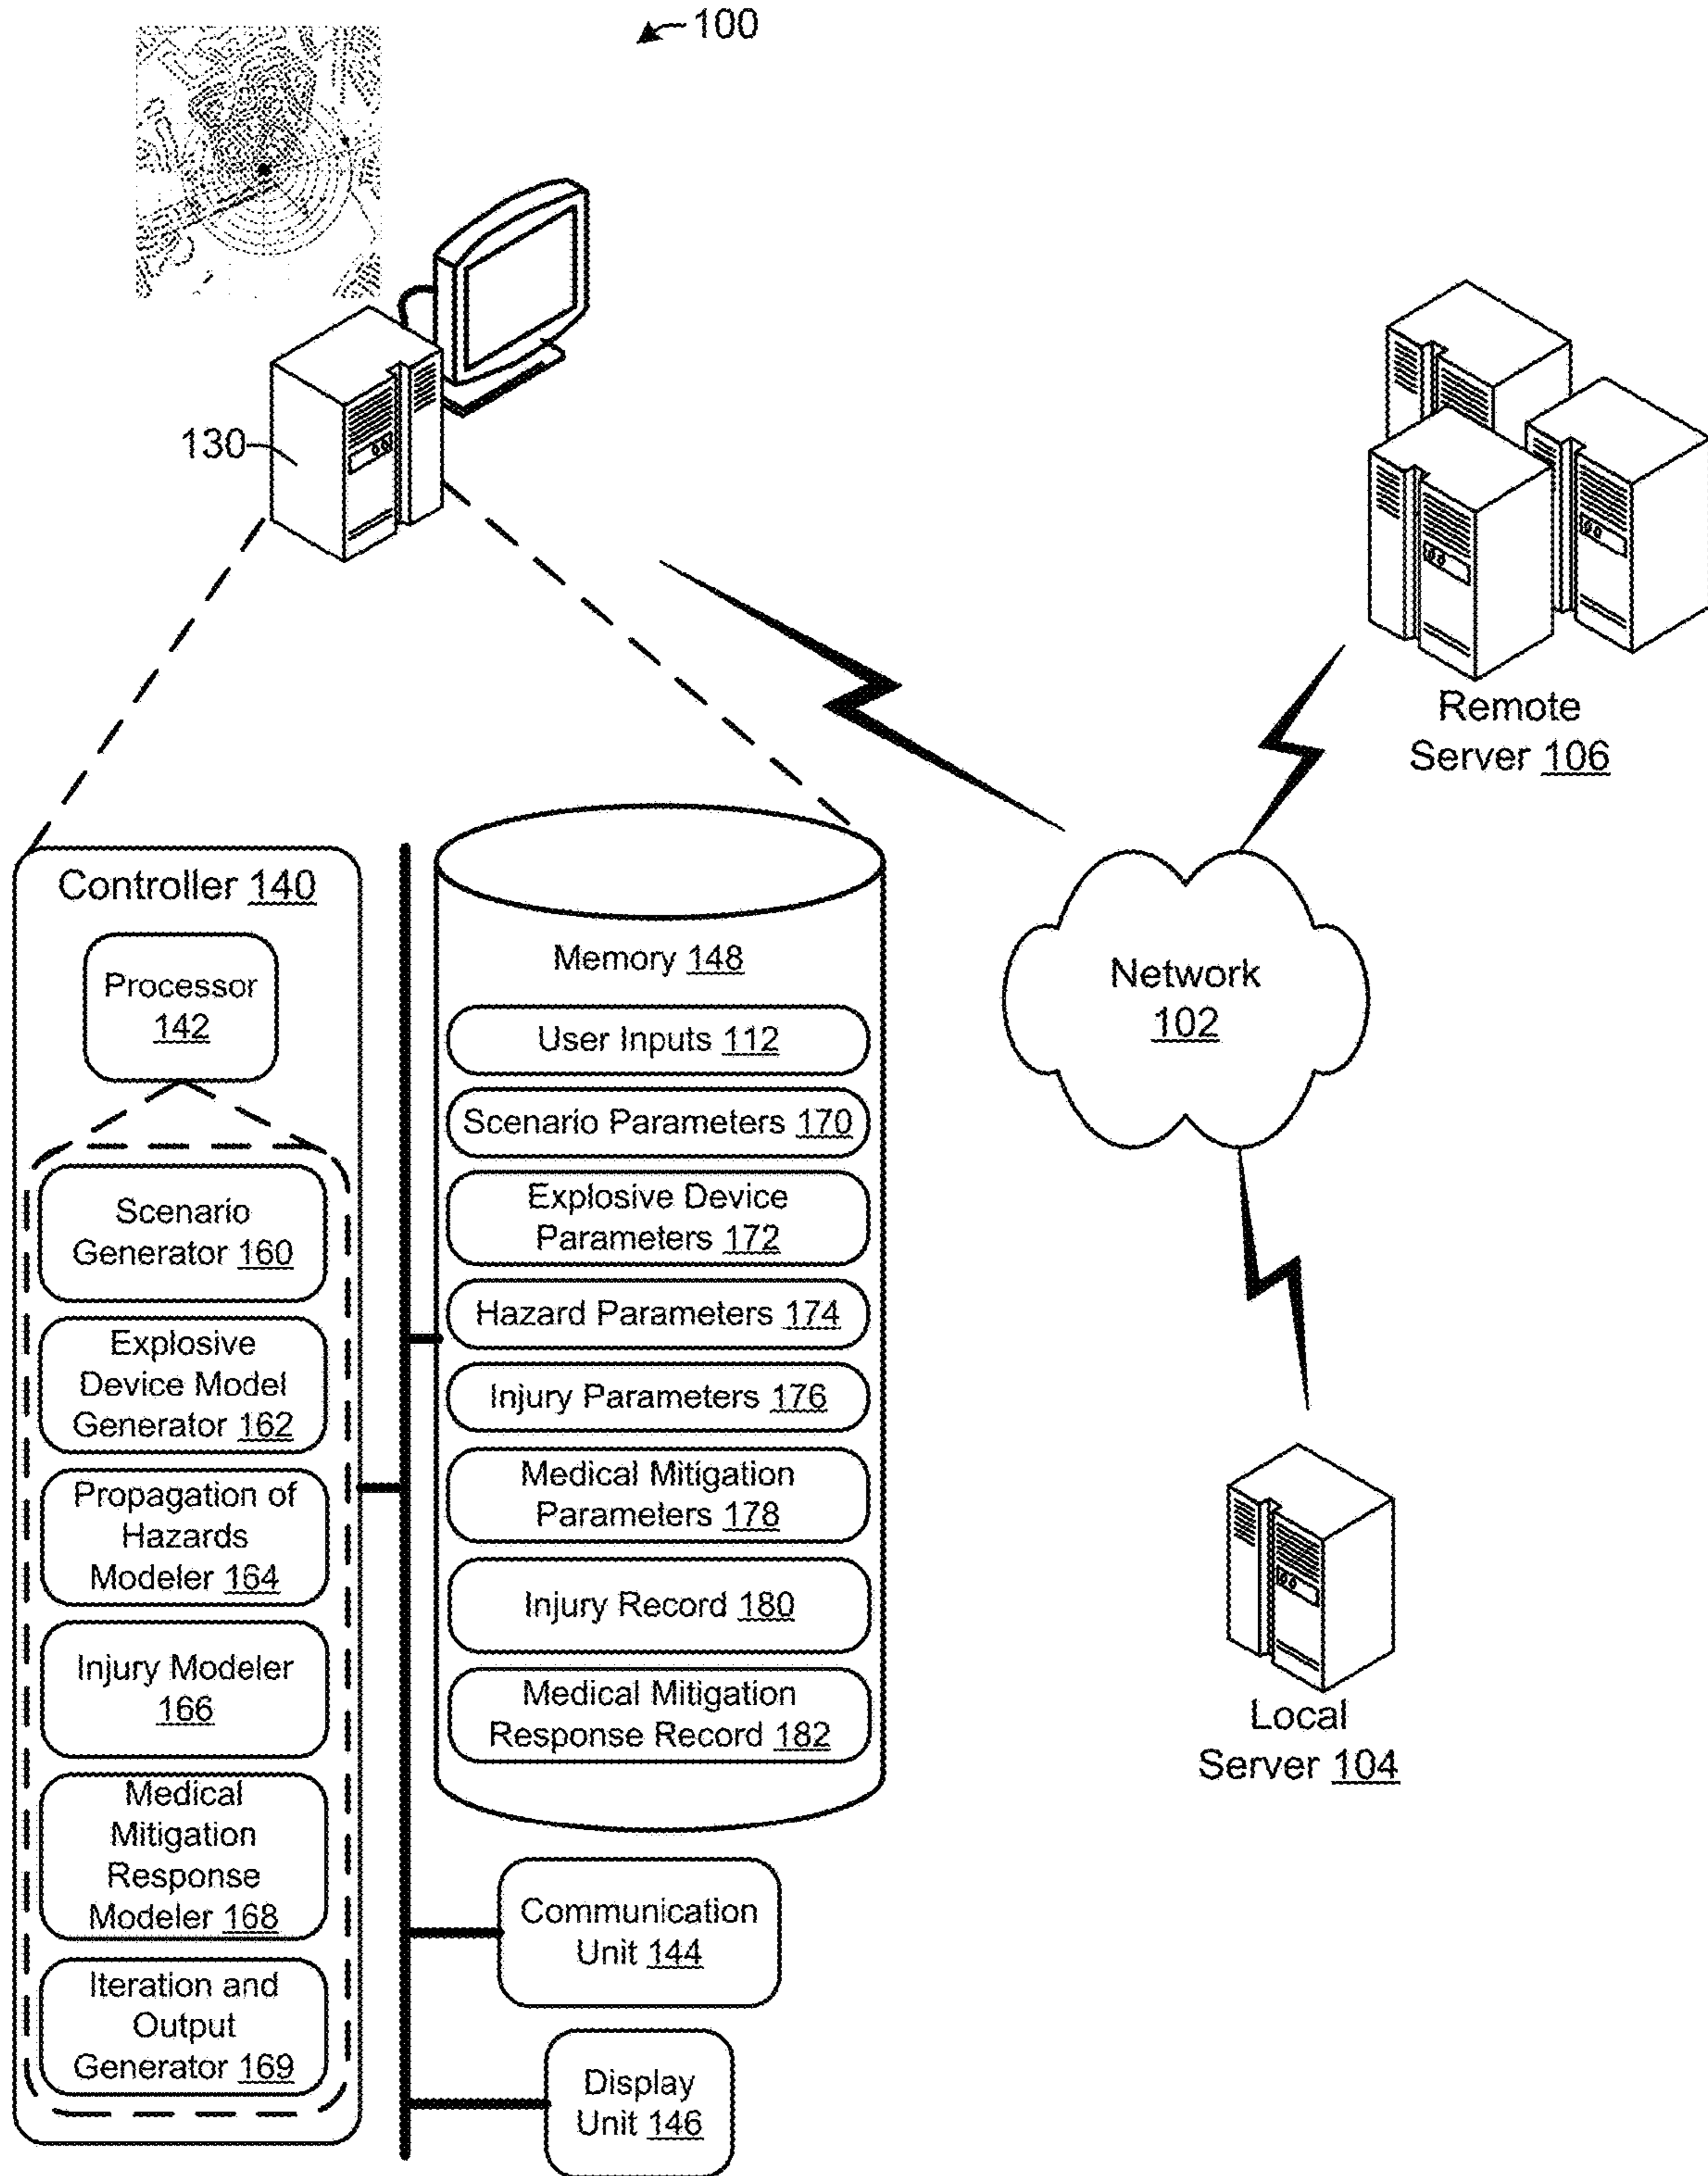 100
130
Remote
Server 106
Controller 140
Processor
142
Scenario
Generator 160
Explosive
Device Model
Generator 162
Propagation of
Hazards
Modeler 164
Injury Modeler
166
Medical
Mitigation
Response
Modeler 168
Iteration and
Output
Generator 169
Memory 148
User Inputs 112
Scenario Parameters 170
Explosive Device
Parameters 172
Hazard Parameters 174
Injury Parameters 176
Medical Mitigation
Parameters 178
Injury Record 180
Medical Mitigation
Response Record 182
Communication
Unit 144
Display
Unit 146
Network
102
Local
Server 104